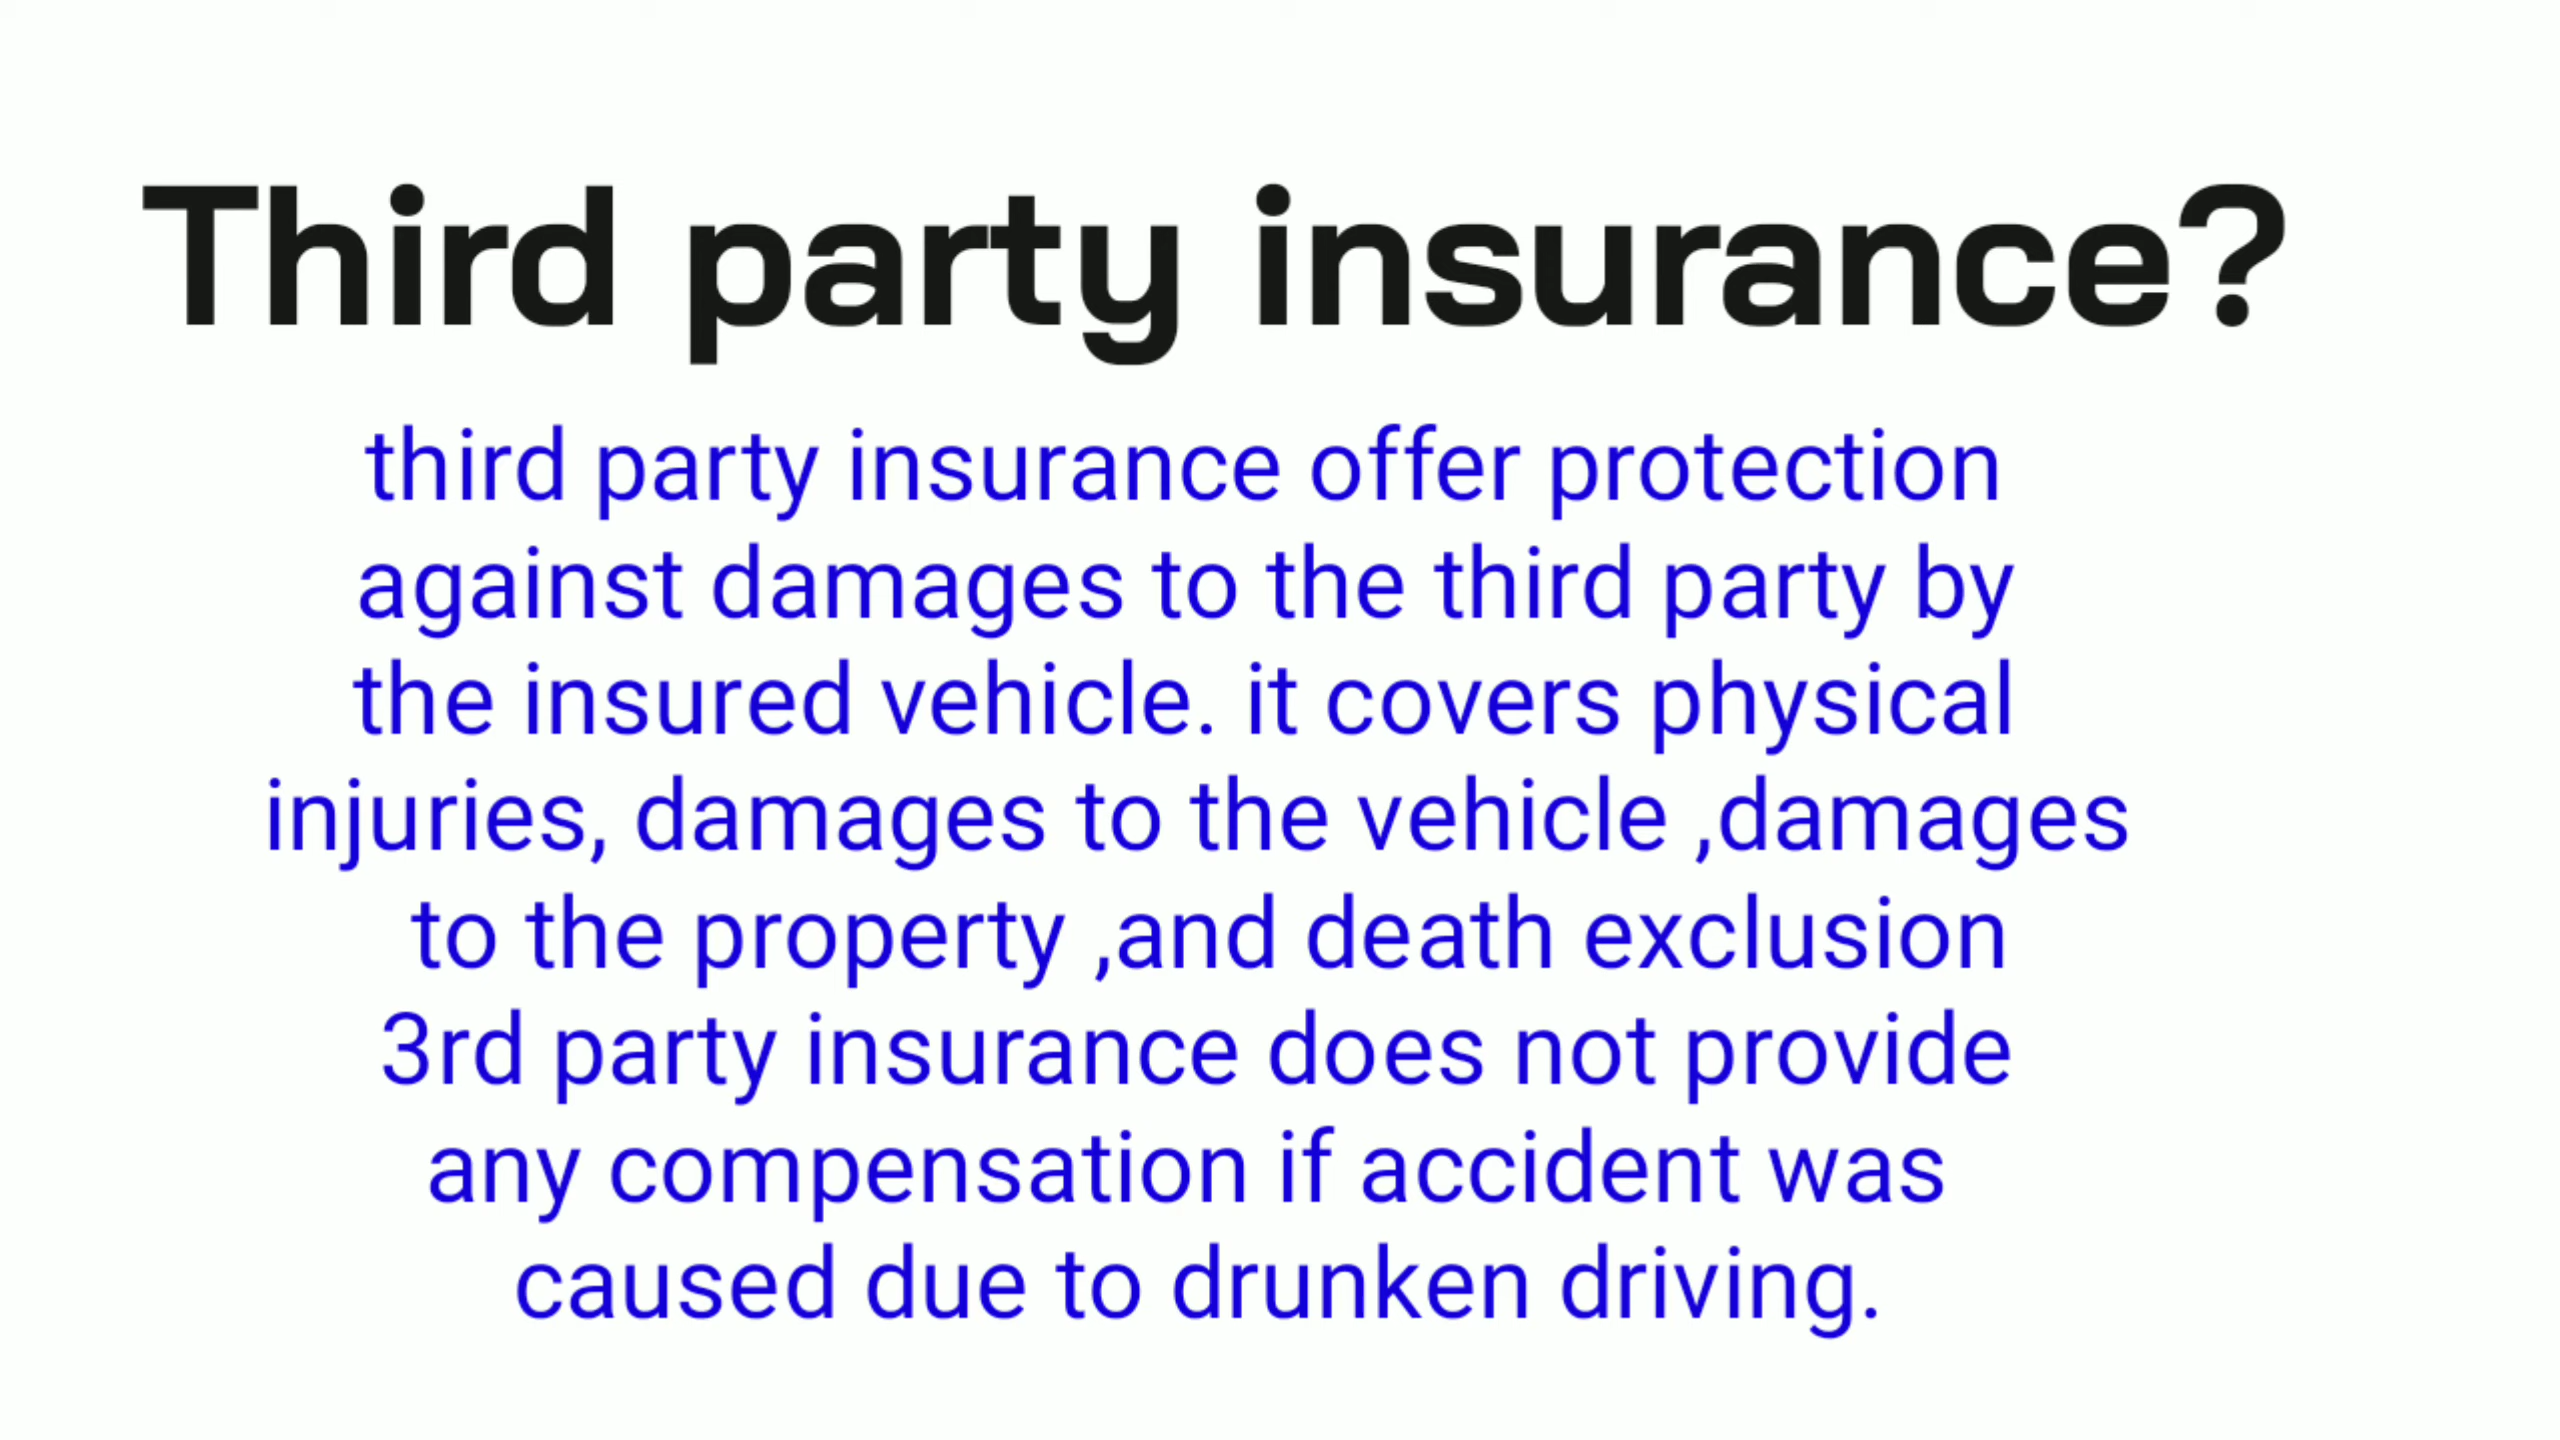 Third party insurance?
third party insurance offer protection
against damages to the third party by
the insured vehicle. it covers physical
injuries, damages to the vehicle ,damages
to the property ,and death exclusion
3rd party insurance does not provide
any compensation if accident was
caused due to drunken driving.